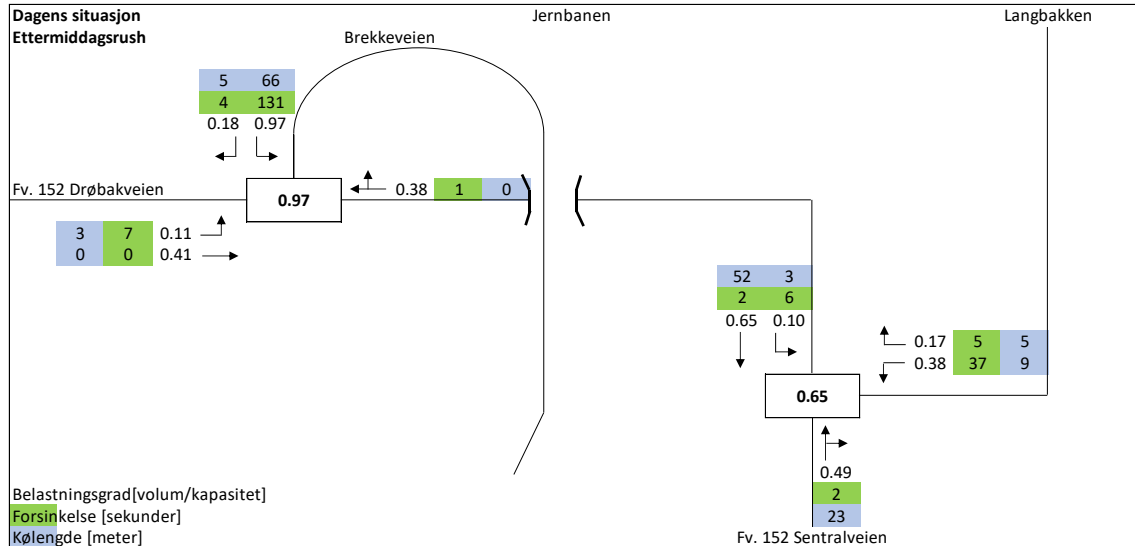 Dagens situasjon
Ettermiddagsrush
Jernbanen
Langbakken
Brekkeveien
5 66
4 131
0.18 0.97
Fv. 152 Drøbakveien
0.97
0.38 1 0
3 7 0.11
0 0 0.41
52 3
2 6
0.65 0.10
0.17 5 5
0.38 37 9
0.65
0.49
2
23
Fv. 152 Sentralveien
Belastningsgrad[volum/kapasitet]
Forsinkelse [sekunder]
Kølengde [meter]